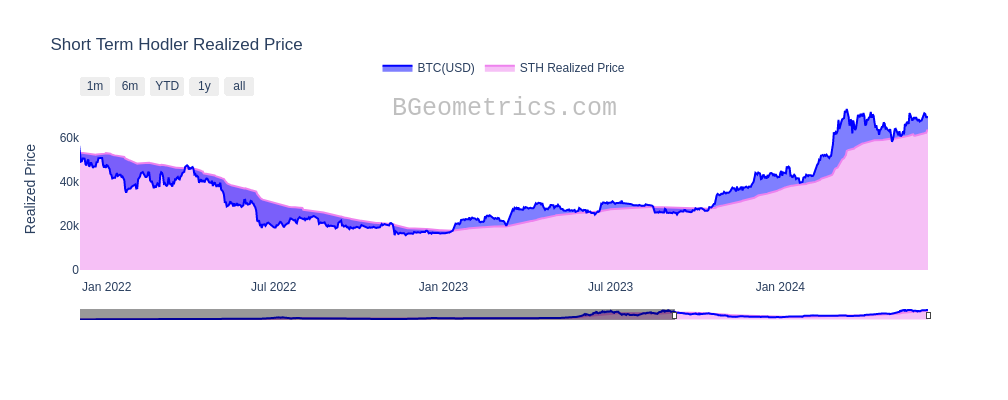 Short Term Hodler Realized Price
BTC(USD) STH Realized Price
1m 6m YTD 1y all
BGeometrics.com
Realized Price
60k
40k
20k
0
Jan 2022 Jul 2022 Jan 2023 Jul 2023 Jan 2024